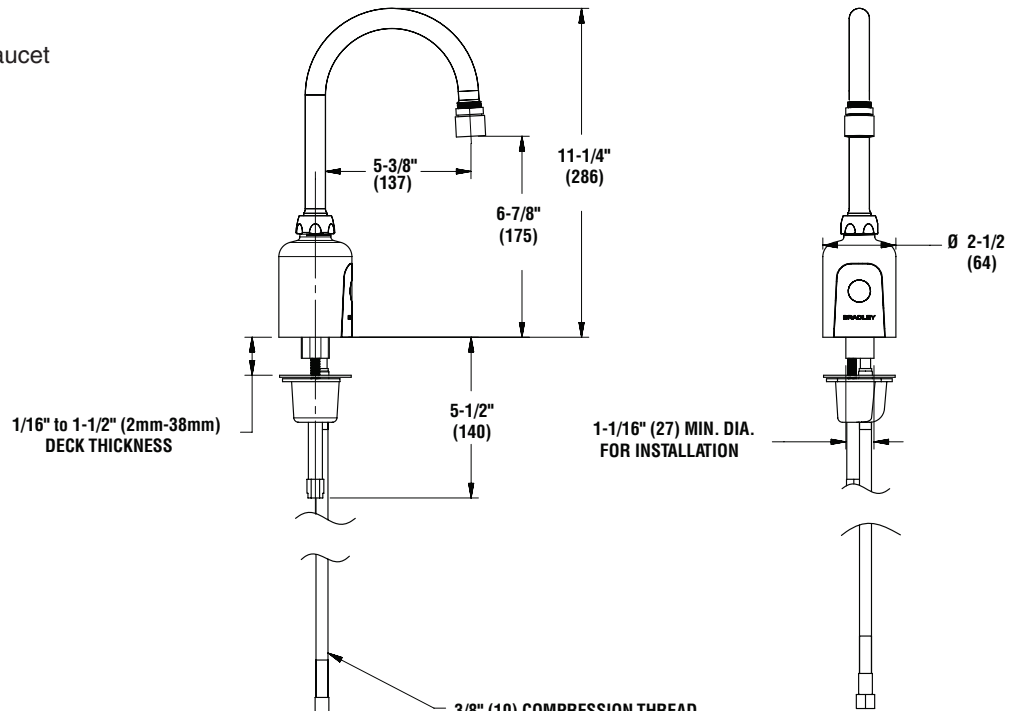 aucet
5-3/8"
(137)
11-1/4"
(286)
6-7/8"
(175)
Ø 2-1/2
(64)
BRADLEY
1/16" to 1-1/2" (2mm-38mm)
DECK THICKNESS
5-1/2"
(140)
1-1/16" (27) MIN. DIA.
FOR INSTALLATION
3/8" (10) COMPRESSION THREAD